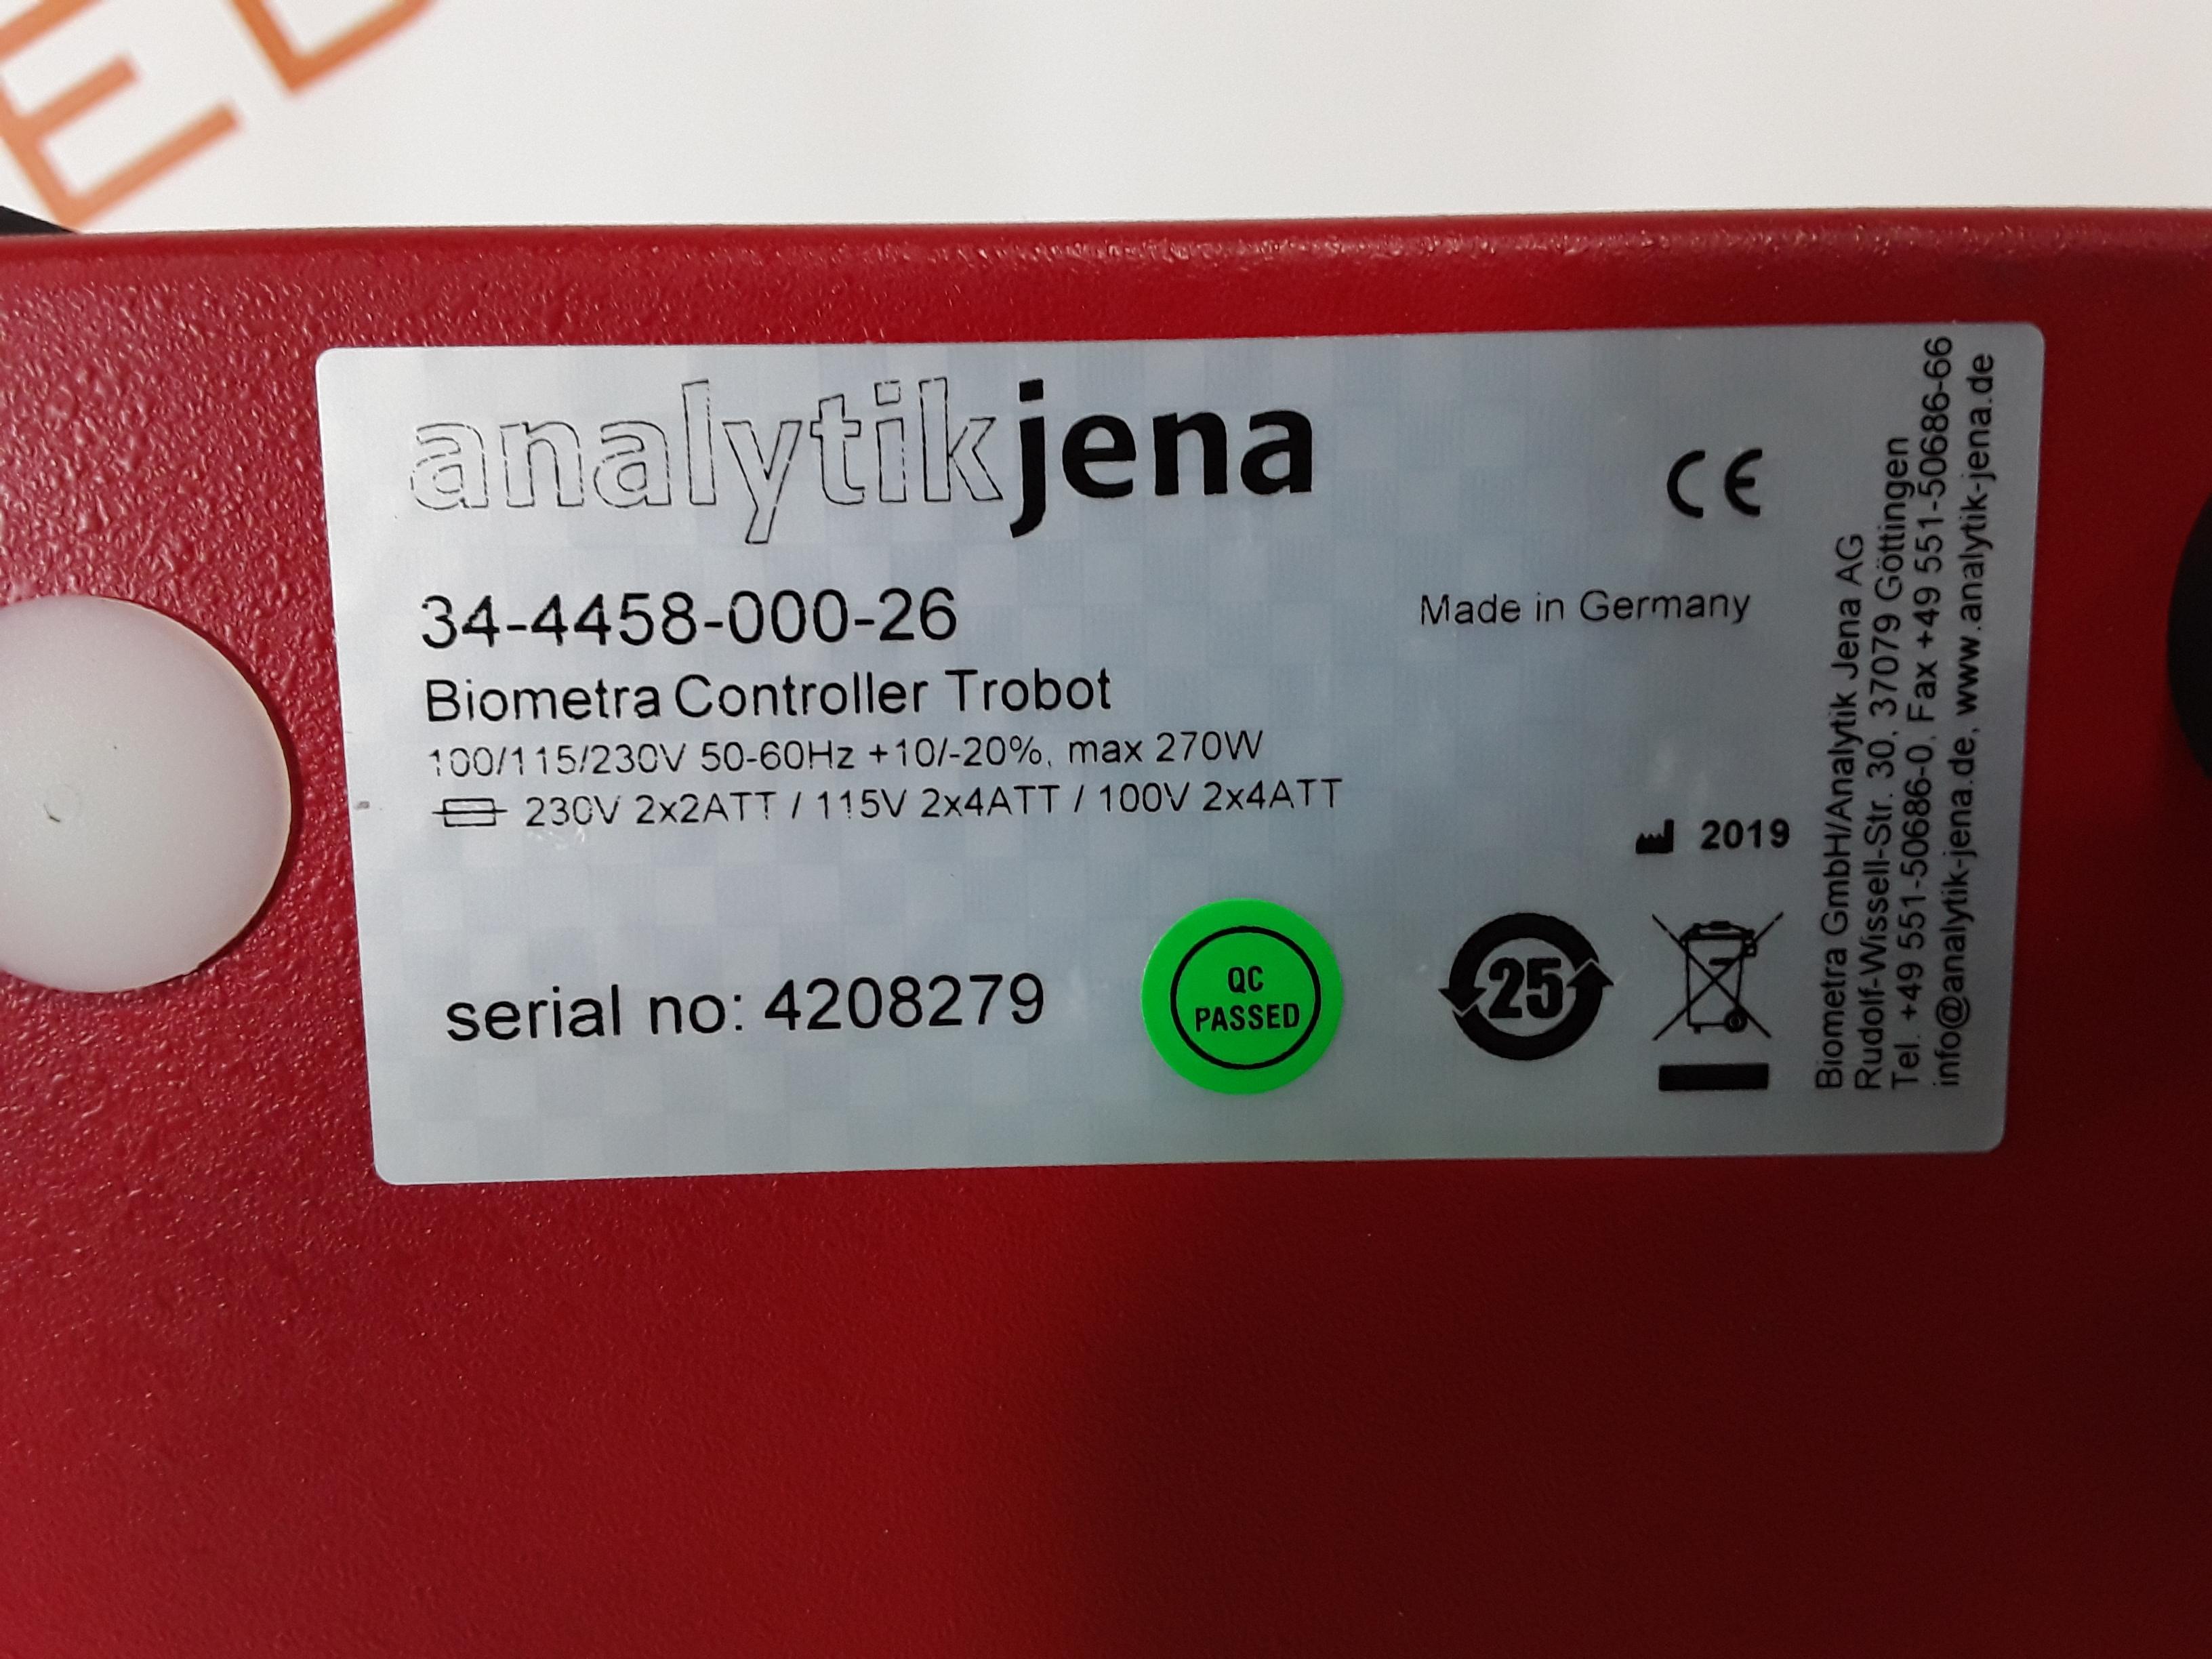 ED
analytikjena
CE
34-4458-000-26
Made in Germany
Biometra Controller Trobot
100/115/230V 50-60Hz +10/-20%, max 270W
230V 2x2ATT / 115V 2x4ATT / 100V 2x4ATT
2019
serial no: 4208279
QC
PASSED
25
Biometra GmbH/Analytik Jena AG
Rudolf-Wissell-Str. 30, 37079 Göttingen
Tel. +49 551-50686-0, Fax +49 551-50686-66
info@analytik-jena.de, www.analytik-jena.de